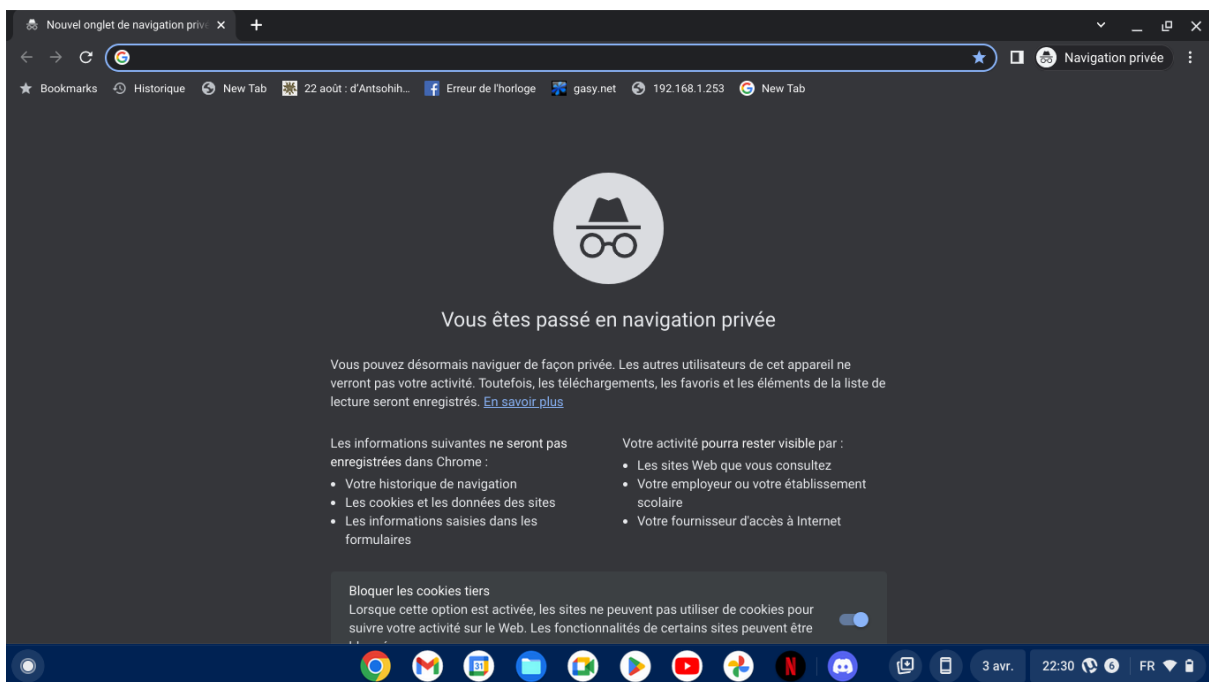 Nouvel onglet de navigation priv
Navigation privée
Bookmarks Historique New Tab 22 août : d'Antsohih... Erreur de l'horloge gasy.net 192.168.1.253 New Tab
Vous êtes passé en navigation privée
Vous pouvez désormais naviguer de façon privée. Les autres utilisateurs de cet appareil ne
verront pas votre activité. Toutefois, les téléchargements, les favoris et les éléments de la liste de
lecture seront enregistrés. En savoir plus
Les informations suivantes ne seront pas
enregistrées dans Chrome :
• Votre historique de navigation
• Les cookies et les données des sites
• Les informations saisies dans les
formulaires
Votre activité pourra rester visible par :
• Les sites Web que vous consultez
• Votre employeur ou votre établissement
scolaire
• Votre fournisseur d'accès à Internet
Bloquer les cookies tiers
Lorsque cette option est activée, les sites ne peuvent pas utiliser de cookies pour
suivre votre activité sur le Web. Les fonctionnalités de certains sites peuvent être
31 N 3 avr. 22:30 6 FR